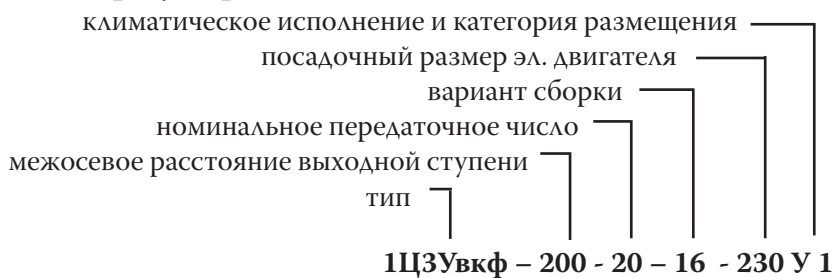 климатическое исполнение и категория размещения
посадочный размер эл. двигателя
вариант сборки
номинальное передаточное число
межосевое расстояние выходной ступени
тип
1Ц3Увкф – 200 - 20 – 16 - 230 У 1